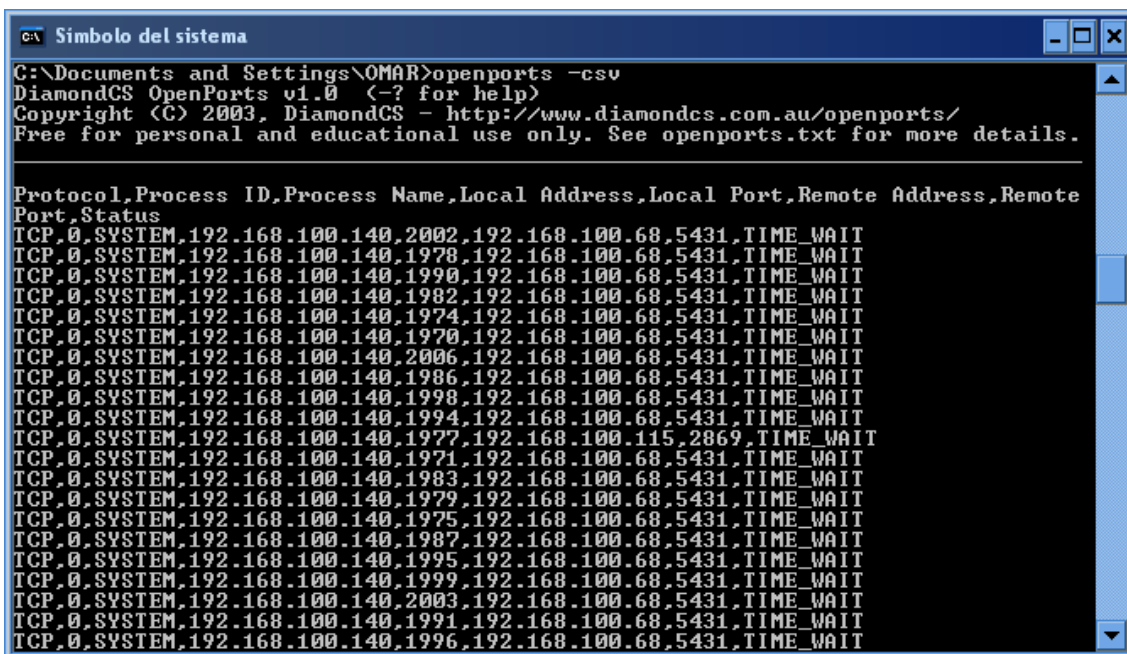 C:\ Simbolo del sistema
C:\Documents and Settings\OMAR>openports -csv
DiamondCS OpenPorts v1.0 (-? for help)
Copyright (C) 2003, DiamondCS - http://www.diamondcs.com.au/openports/
Free for personal and educational use only. See openports.txt for more details.
Protocol,Process ID,Process Name,Local Address,Local Port,Remote Address,Remote
Port,Status
TCP,0,SYSTEM,192.168.100.140,2002,192.168.100.68,5431,TIME_WAIT
TCP,0,SYSTEM,192.168.100.140,1978,192.168.100.68,5431,TIME_WAIT
TCP,0,SYSTEM,192.168.100.140,1990,192.168.100.68,5431,TIME_WAIT
TCP,0,SYSTEM,192.168.100.140,1982,192.168.100.68,5431,TIME_WAIT
TCP,0,SYSTEM,192.168.100.140,1974,192.168.100.68,5431,TIME_WAIT
TCP,0,SYSTEM,192.168.100.140,1970,192.168.100.68,5431,TIME_WAIT
TCP,0,SYSTEM,192.168.100.140,2006,192.168.100.68,5431,TIME_WAIT
TCP,0,SYSTEM,192.168.100.140,1986,192.168.100.68,5431,TIME_WAIT
TCP,0,SYSTEM,192.168.100.140,1998,192.168.100.68,5431,TIME_WAIT
TCP,0,SYSTEM,192.168.100.140,1994,192.168.100.68,5431,TIME_WAIT
TCP,0,SYSTEM,192.168.100.140,1977,192.168.100.115,2869,TIME_WAIT
TCP,0,SYSTEM,192.168.100.140,1971,192.168.100.68,5431,TIME_WAIT
TCP,0,SYSTEM,192.168.100.140,1983,192.168.100.68,5431,TIME_WAIT
TCP,0,SYSTEM,192.168.100.140,1979,192.168.100.68,5431,TIME_WAIT
TCP,0,SYSTEM,192.168.100.140,1975,192.168.100.68,5431,TIME_WAIT
TCP,0,SYSTEM,192.168.100.140,1987,192.168.100.68,5431,TIME_WAIT
TCP,0,SYSTEM,192.168.100.140,1995,192.168.100.68,5431,TIME_WAIT
TCP,0,SYSTEM,192.168.100.140,1999,192.168.100.68,5431,TIME_WAIT
TCP,0,SYSTEM,192.168.100.140,2003,192.168.100.68,5431,TIME_WAIT
TCP,0,SYSTEM,192.168.100.140,1991,192.168.100.68,5431,TIME_WAIT
TCP,0,SYSTEM,192.168.100.140,1996,192.168.100.68,5431,TIME_WAIT